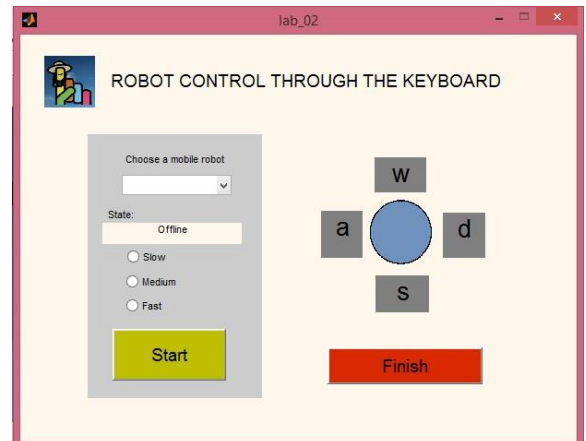 lab_02
ROBOT CONTROL THROUGH THE KEYBOARD
Choose a mobile robot
State:
Offline
Slow
Medium
Fast
Start
w
a
d
s
Finish